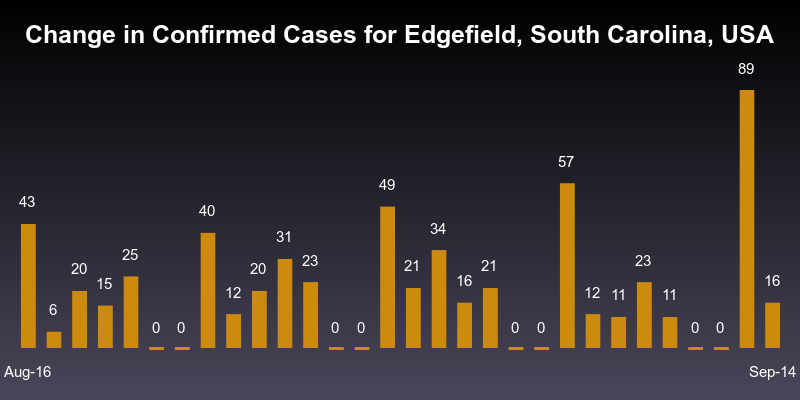 Change in Confirmed Cases for Edgefield, South Carolina, USA
43 6 20 15 25 0 0 40 12 20 31 23 0 0 49 21 34 16 21 0 0 57 12 11 23 11 0 0 89 16
Aug-16 Sep-14